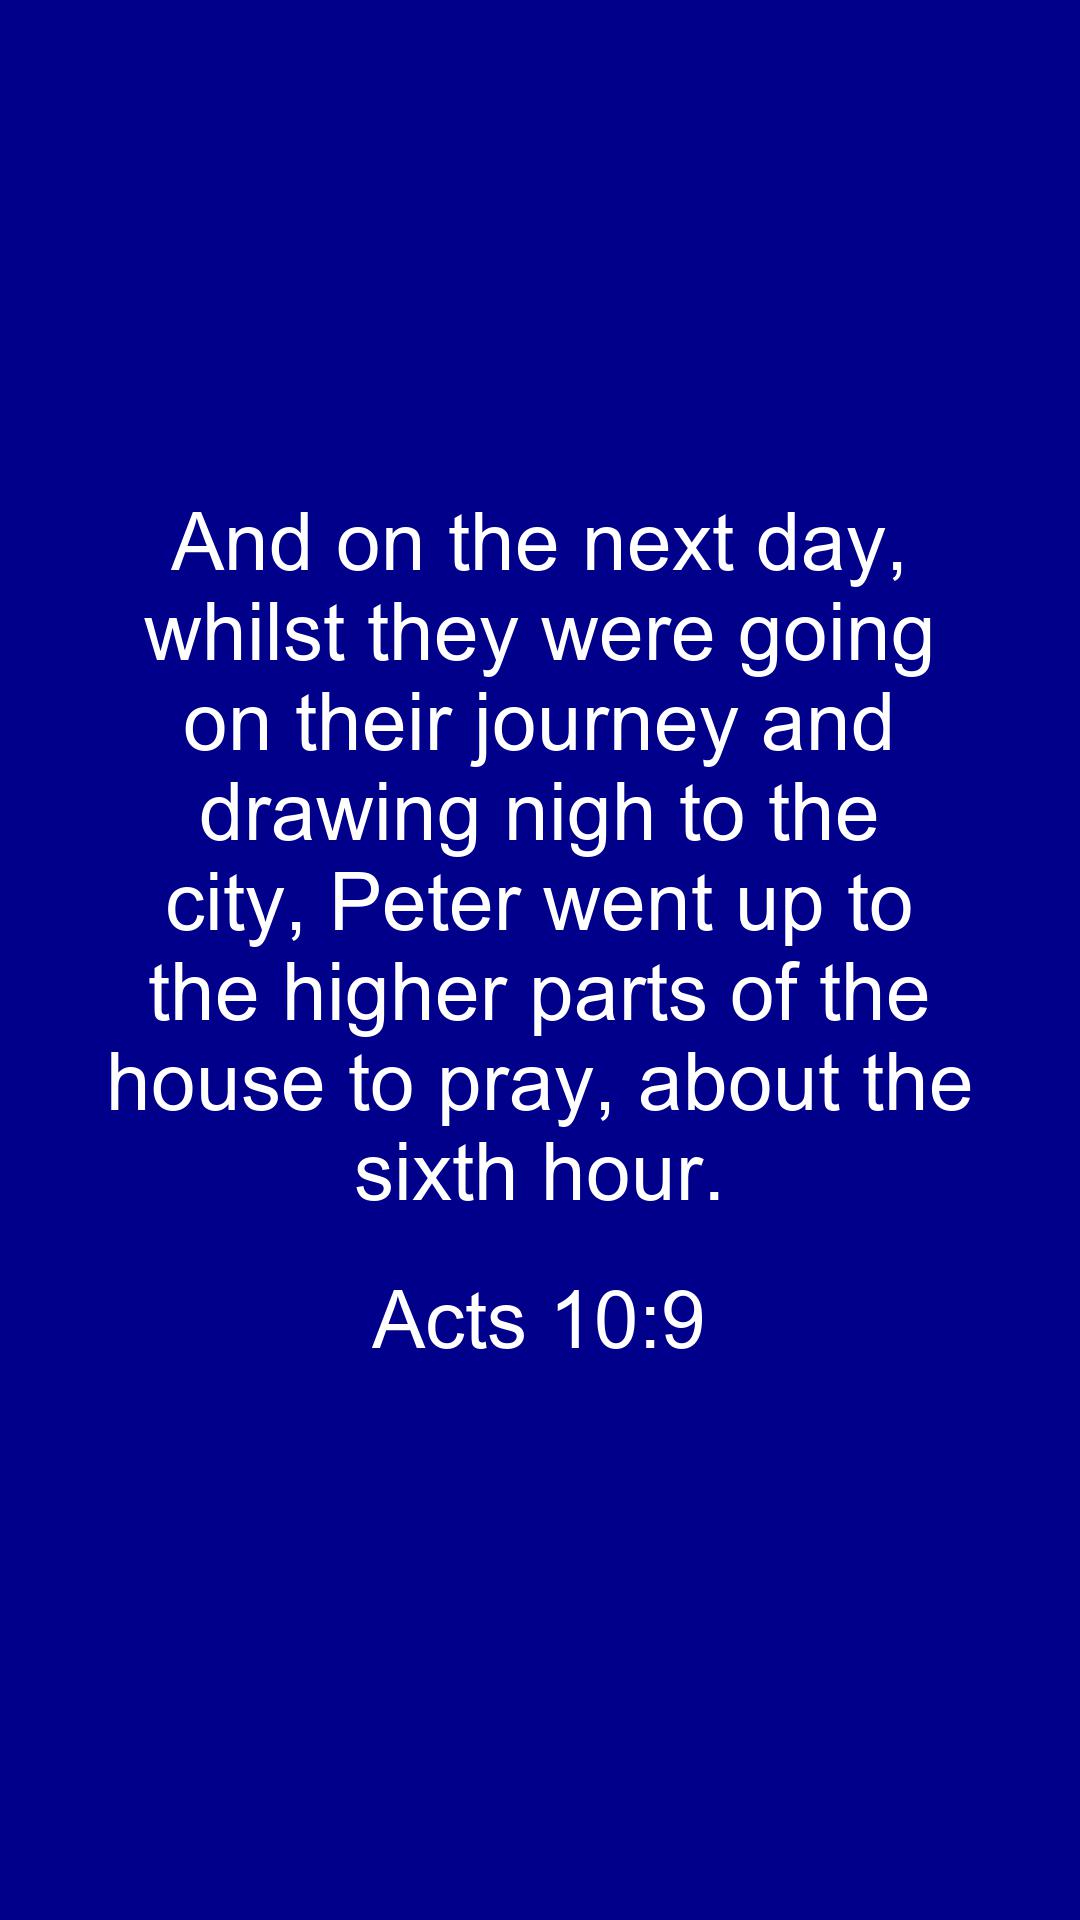 And on the next day,
whilst they were going
on their journey and
drawing nigh to the
city, Peter went up to
the higher parts of the
house to pray, about the
sixth hour.
Acts 10:9